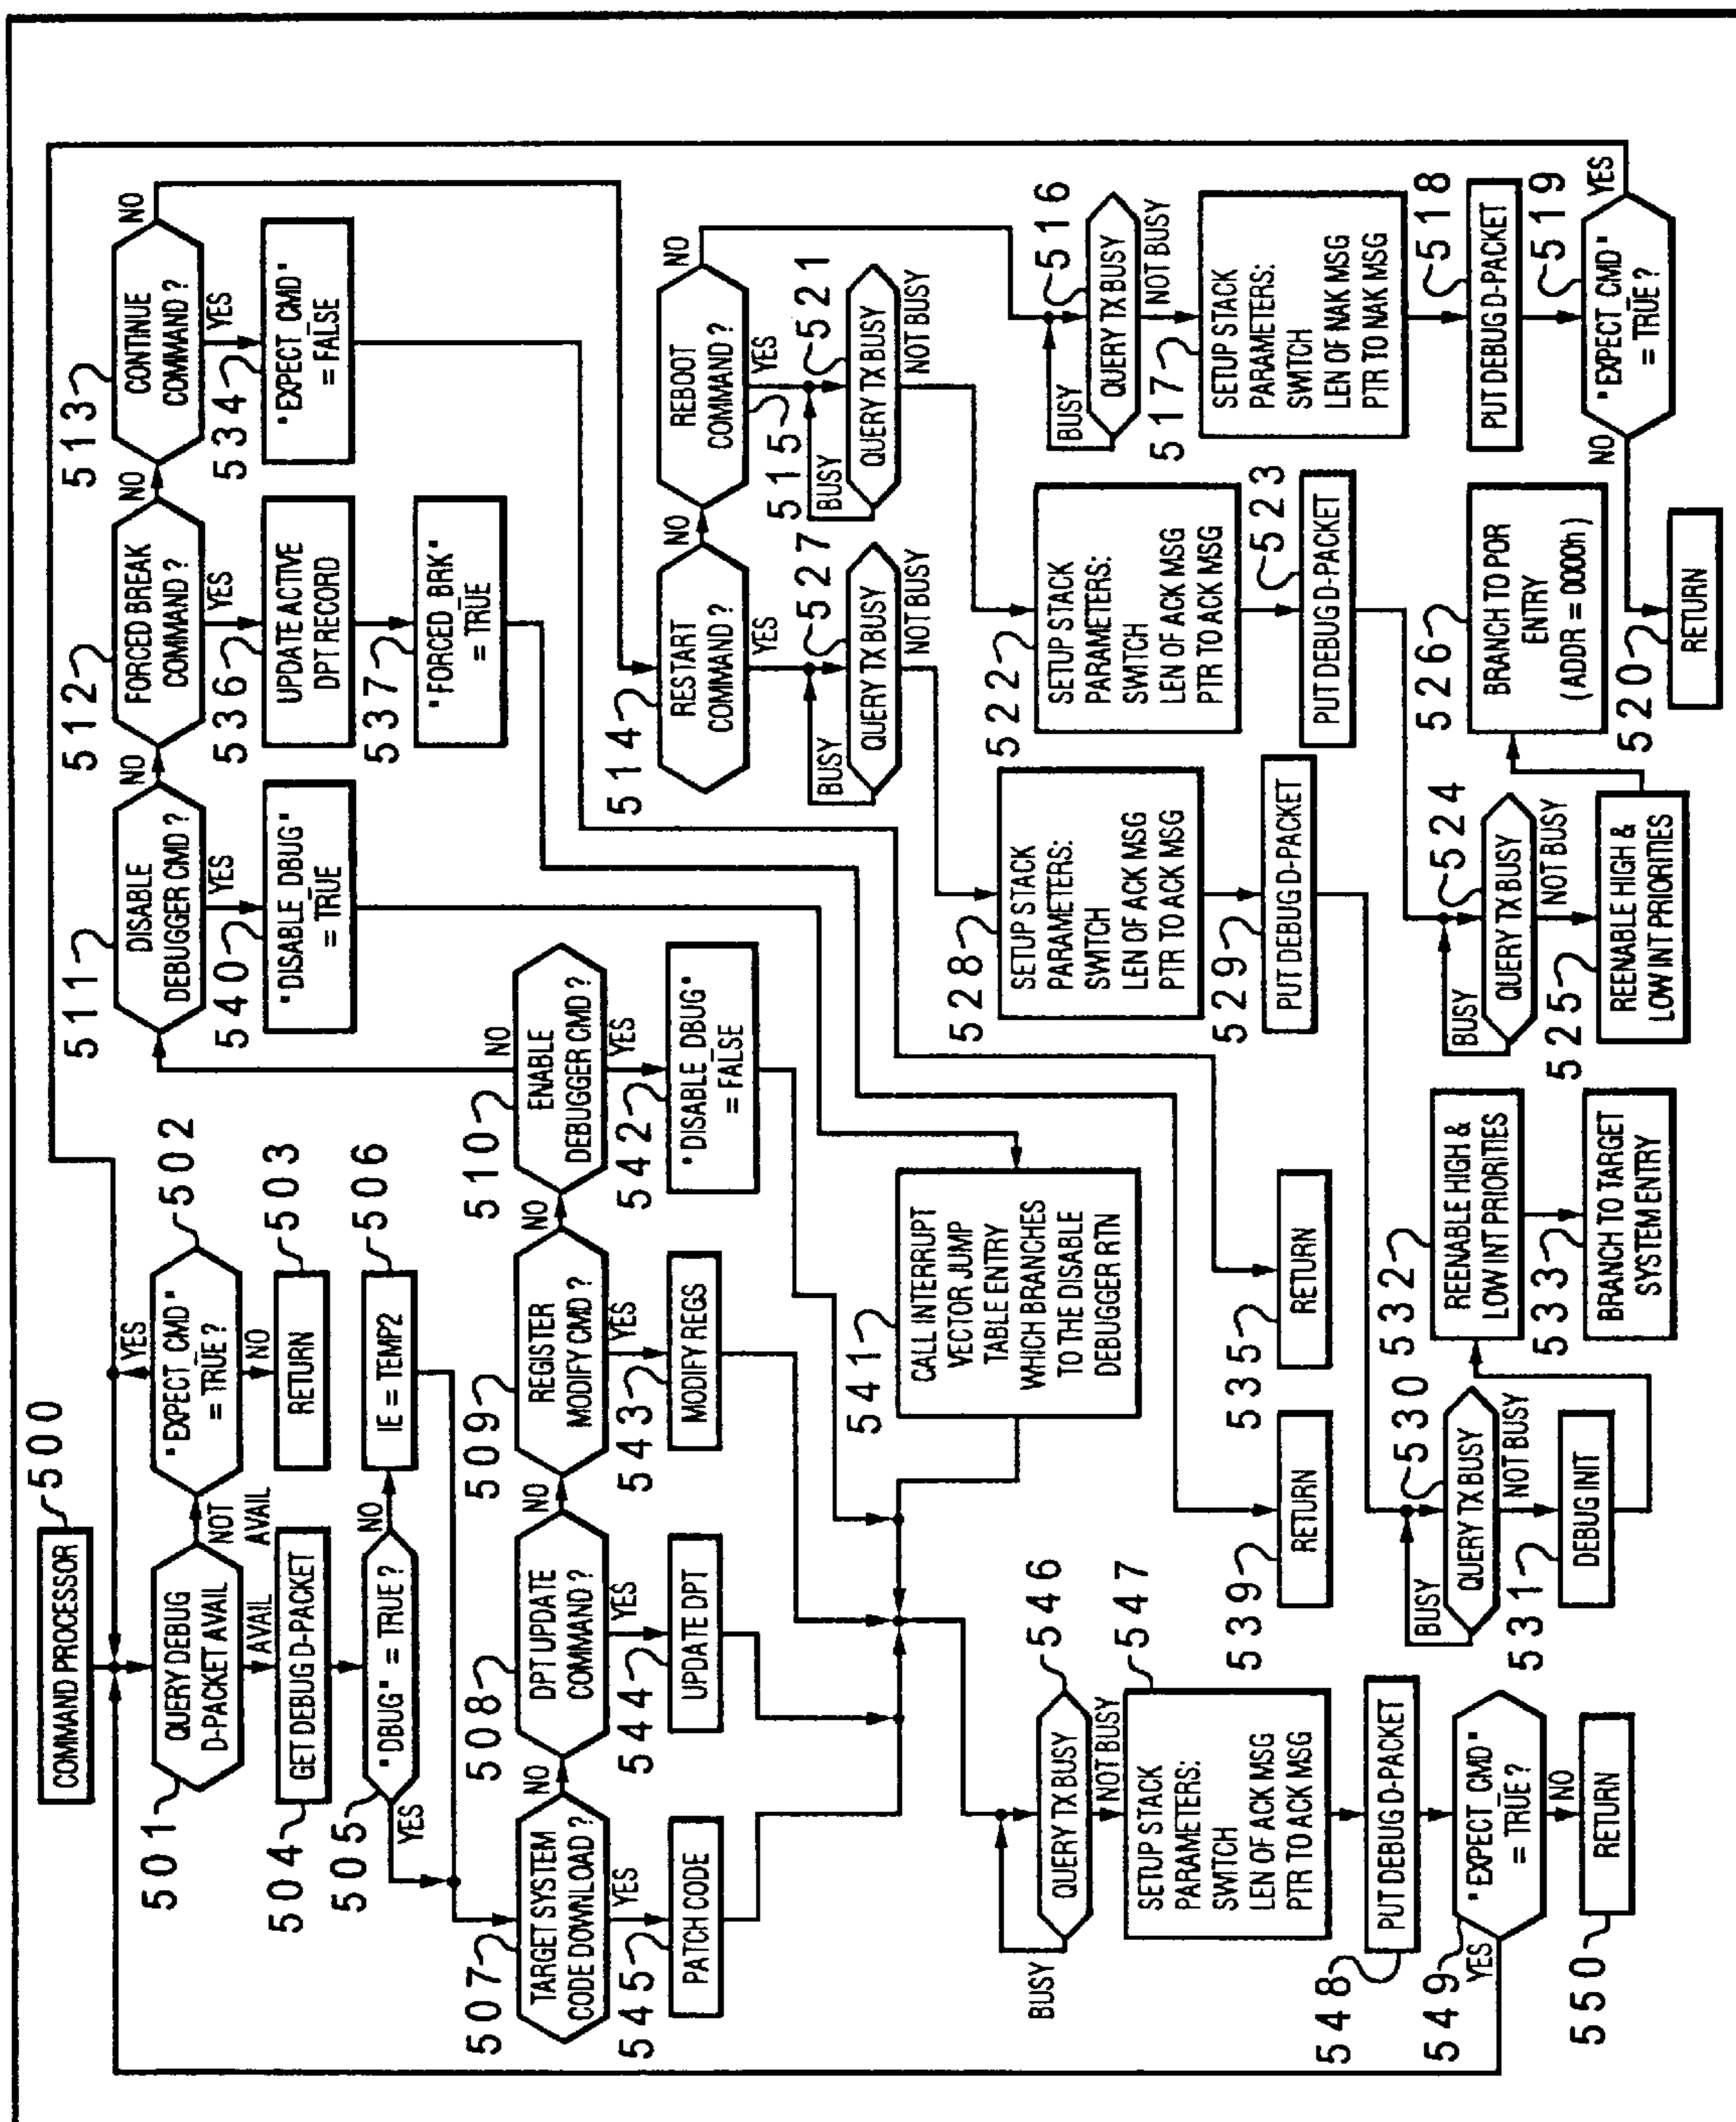 COMMAND PROCESSOR
500
QUERY DEBUG
D-PACKET AVAIL
501
NOT
AVAIL
AVAIL
"EXPECT_CMD"
= TRUE ?
502
YES
NO
RETURN
503
GET DEBUG D-PACKET
504
"DBUG" = TRUE ?
505
YES
NO
IE = TEMP2
506
TARGET SYSTEM
CODE DOWNLOAD ?
507
NO
YES
DPT UPDATE
COMMAND ?
508
NO
YES
REGISTER
MODIFY CMD ?
509
NO
YES
ENABLE
DEBUGGER CMD ?
510
NO
YES
PATCH CODE
545
UPDATE DPT
544
MODIFY REGS
543
"DISABLE_DBUG"
= FALSE
542
DISABLE
DEBUGGER CMD ?
511
NO
YES
FORCED BREAK
COMMAND ?
512
NO
YES
CONTINUE
COMMAND ?
513
NO
YES
"DISABLE_DBUG"
= TRUE
540
UPDATE ACTIVE
DPT RECORD
536
"FORCED_BRK"
= TRUE
537
"EXPECT_CMD"
= FALSE
534
CALL INTERRUPT
VECTOR JUMP
TABLE ENTRY
WHICH BRANCHES
TO THE DISABLE
DEBUGGER RTN
541
RETURN
539
RETURN
535
RESTART
COMMAND ?
514
NO
YES
REBOOT
COMMAND ?
515
NO
YES
QUERY TX BUSY
527
BUSY
NOT BUSY
QUERY TX BUSY
521
BUSY
NOT BUSY
QUERY TX BUSY
516
BUSY
NOT BUSY
SETUP STACK
PARAMETERS:
SWITCH
LEN OF ACK MSG
PTR TO ACK MSG
528
PUT DEBUG D-PACKET
529
SETUP STACK
PARAMETERS:
SWITCH
LEN OF ACK MSG
PTR TO ACK MSG
522
PUT DEBUG D-PACKET
523
SETUP STACK
PARAMETERS:
SWITCH
LEN OF NAK MSG
PTR TO NAK MSG
517
PUT DEBUG D-PACKET
518
"EXPECT_CMD"
= TRUE ?
519
YES
NO
RETURN
520
QUERY TX BUSY
546
BUSY
NOT BUSY
SETUP STACK
PARAMETERS:
SWITCH
LEN OF ACK MSG
PTR TO ACK MSG
547
PUT DEBUG D-PACKET
548
"EXPECT_CMD"
= TRUE ?
549
YES
NO
RETURN
550
QUERY TX BUSY
530
BUSY
NOT BUSY
DEBUG INIT
531
REENABLE HIGH &
LOW INT PRIORITIES
532
BRANCH TO TARGET
SYSTEM ENTRY
533
QUERY TX BUSY
524
BUSY
NOT BUSY
REENABLE HIGH &
LOW INT PRIORITIES
525
BRANCH TO POR
ENTRY
(ADDR = 0000h)
526